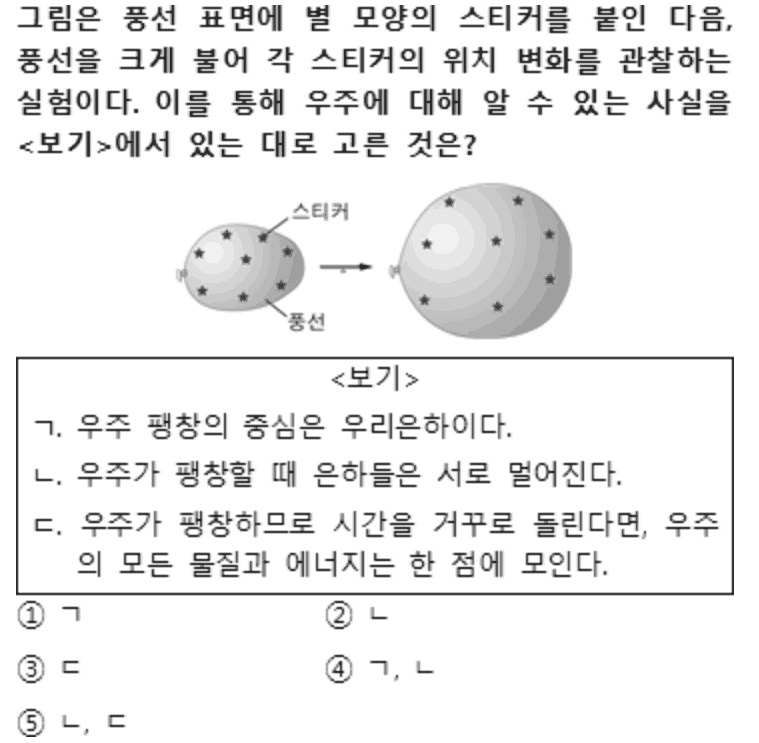 그림은 풍선 표면에 별 모양의 스티커를 붙인 다음,
풍선을 크게 불어 각 스티커의 위치 변화를 관찰하는
실험이다. 이를 통해 우주에 대해 알 수 있는 사실을
<보기>에서 있는 대로 고른 것은?
스티커
풍선
<보기>
ㄱ. 우주 팽창의 중심은 우리은하이다.
ㄴ. 우주가 팽창할 때 은하들은 서로 멀어진다.
ㄷ. 우주가 팽창하므로 시간을 거꾸로 돌린다면, 우주
의 모든 물질과 에너지는 한 점에 모인다.
① ㄱ ② ㄴ
③ ㄷ ④ ㄱ, ㄴ
⑤ ㄴ, ㄷ